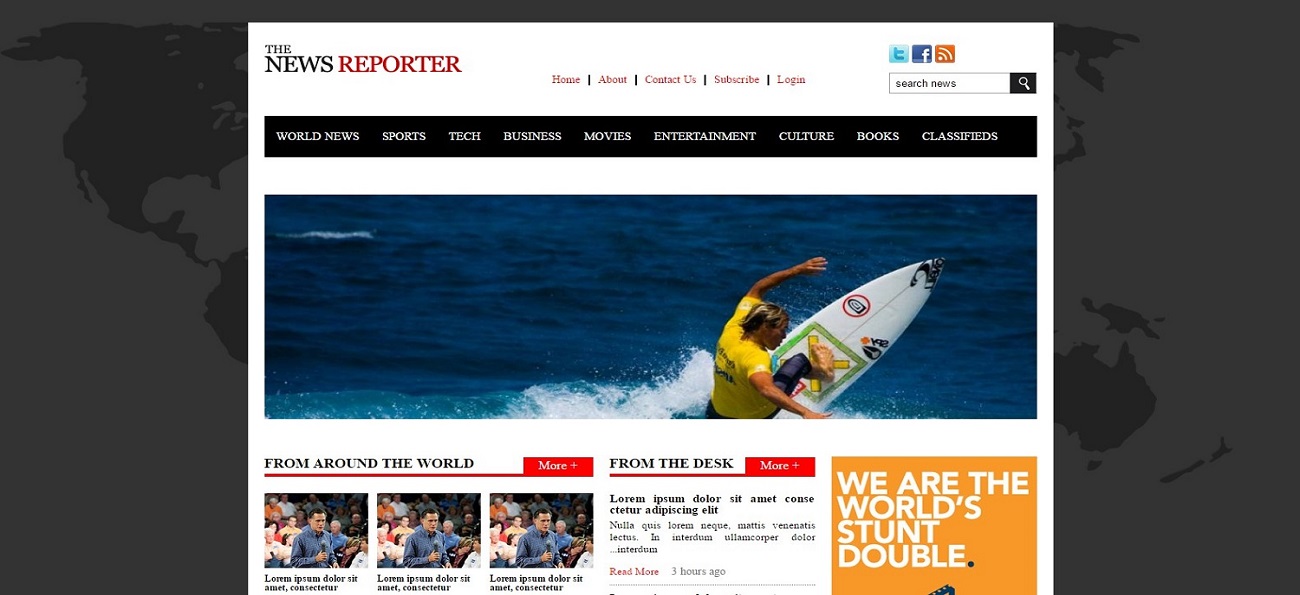 THE
NEWS REPORTER
Home | About | Contact Us | Subscribe | Login
search news
WORLD NEWS SPORTS TECH BUSINESS MOVIES ENTERTAINMENT CULTURE BOOKS CLASSIFIEDS
FROM AROUND THE WORLD
More +
Lorem ipsum dolor sit
amet, consectetur
Lorem ipsum dolor sit
amet, consectetur
Lorem ipsum dolor sit
amet, consectetur
FROM THE DESK
More +
Lorem ipsum dolor sit amet conse
ctetur adipiscing elit
Nulla quis lorem neque, mattis venenatis
lectus. In interdum ullamcorper dolor
...interdum
Read More 3 hours ago
WE ARE THE
WORLD'S
STUNT
DOUBLE.